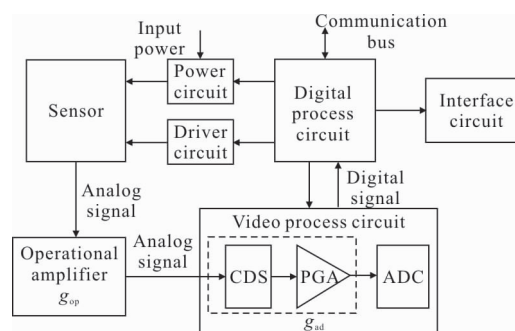 Input
power
Communication
bus
Sensor
Power
circuit
Driver
circuit
Digital
process
circuit
Interface
circuit
Analog
signal
Digital
signal
Video process circuit
Operational
amplifier
g_op
Analog
signal
CDS
PGA
ADC
g_ad